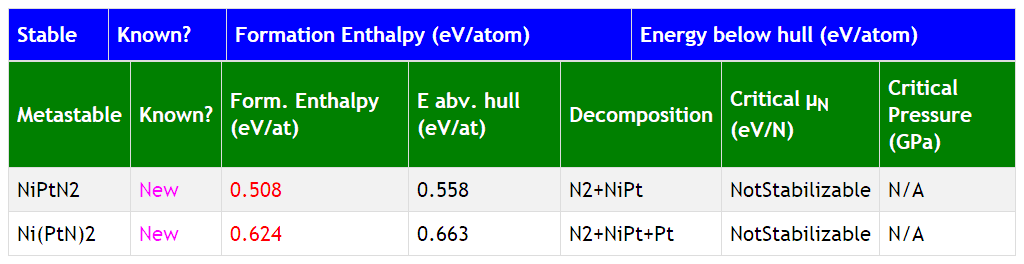 Stable Known? Formation Enthalpy (eV/atom) Energy below hull (eV/atom)
Metastable Known? Form. Enthalpy (eV/at) E abv. hull (eV/at) Decomposition Critical μN (eV/N) Critical Pressure (GPa)
NiPtN2 New 0.508 0.558 N2+NiPt NotStabilizable N/A
Ni(PtN)2 New 0.624 0.663 N2+NiPt+Pt NotStabilizable N/A